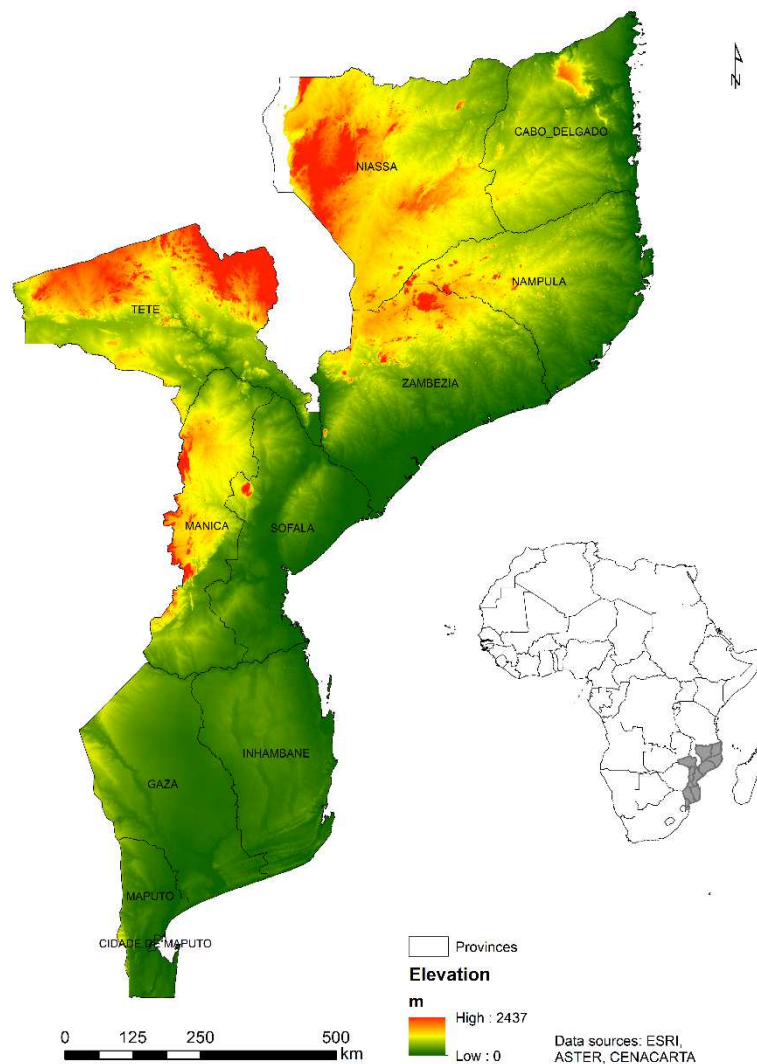 N
CABO_DELGADO
NIASSA
NAMPULA
TETE
ZAMBEZIA
MANICA
SOFALA
INHAMBANE
GAZA
MAPUTO
CIDADE DE MAPUTO
Provinces
Elevation
m
High : 2437
Low : 0
0 125 250 500
km
Data sources: ESRI,
ASTER, CENACARTA